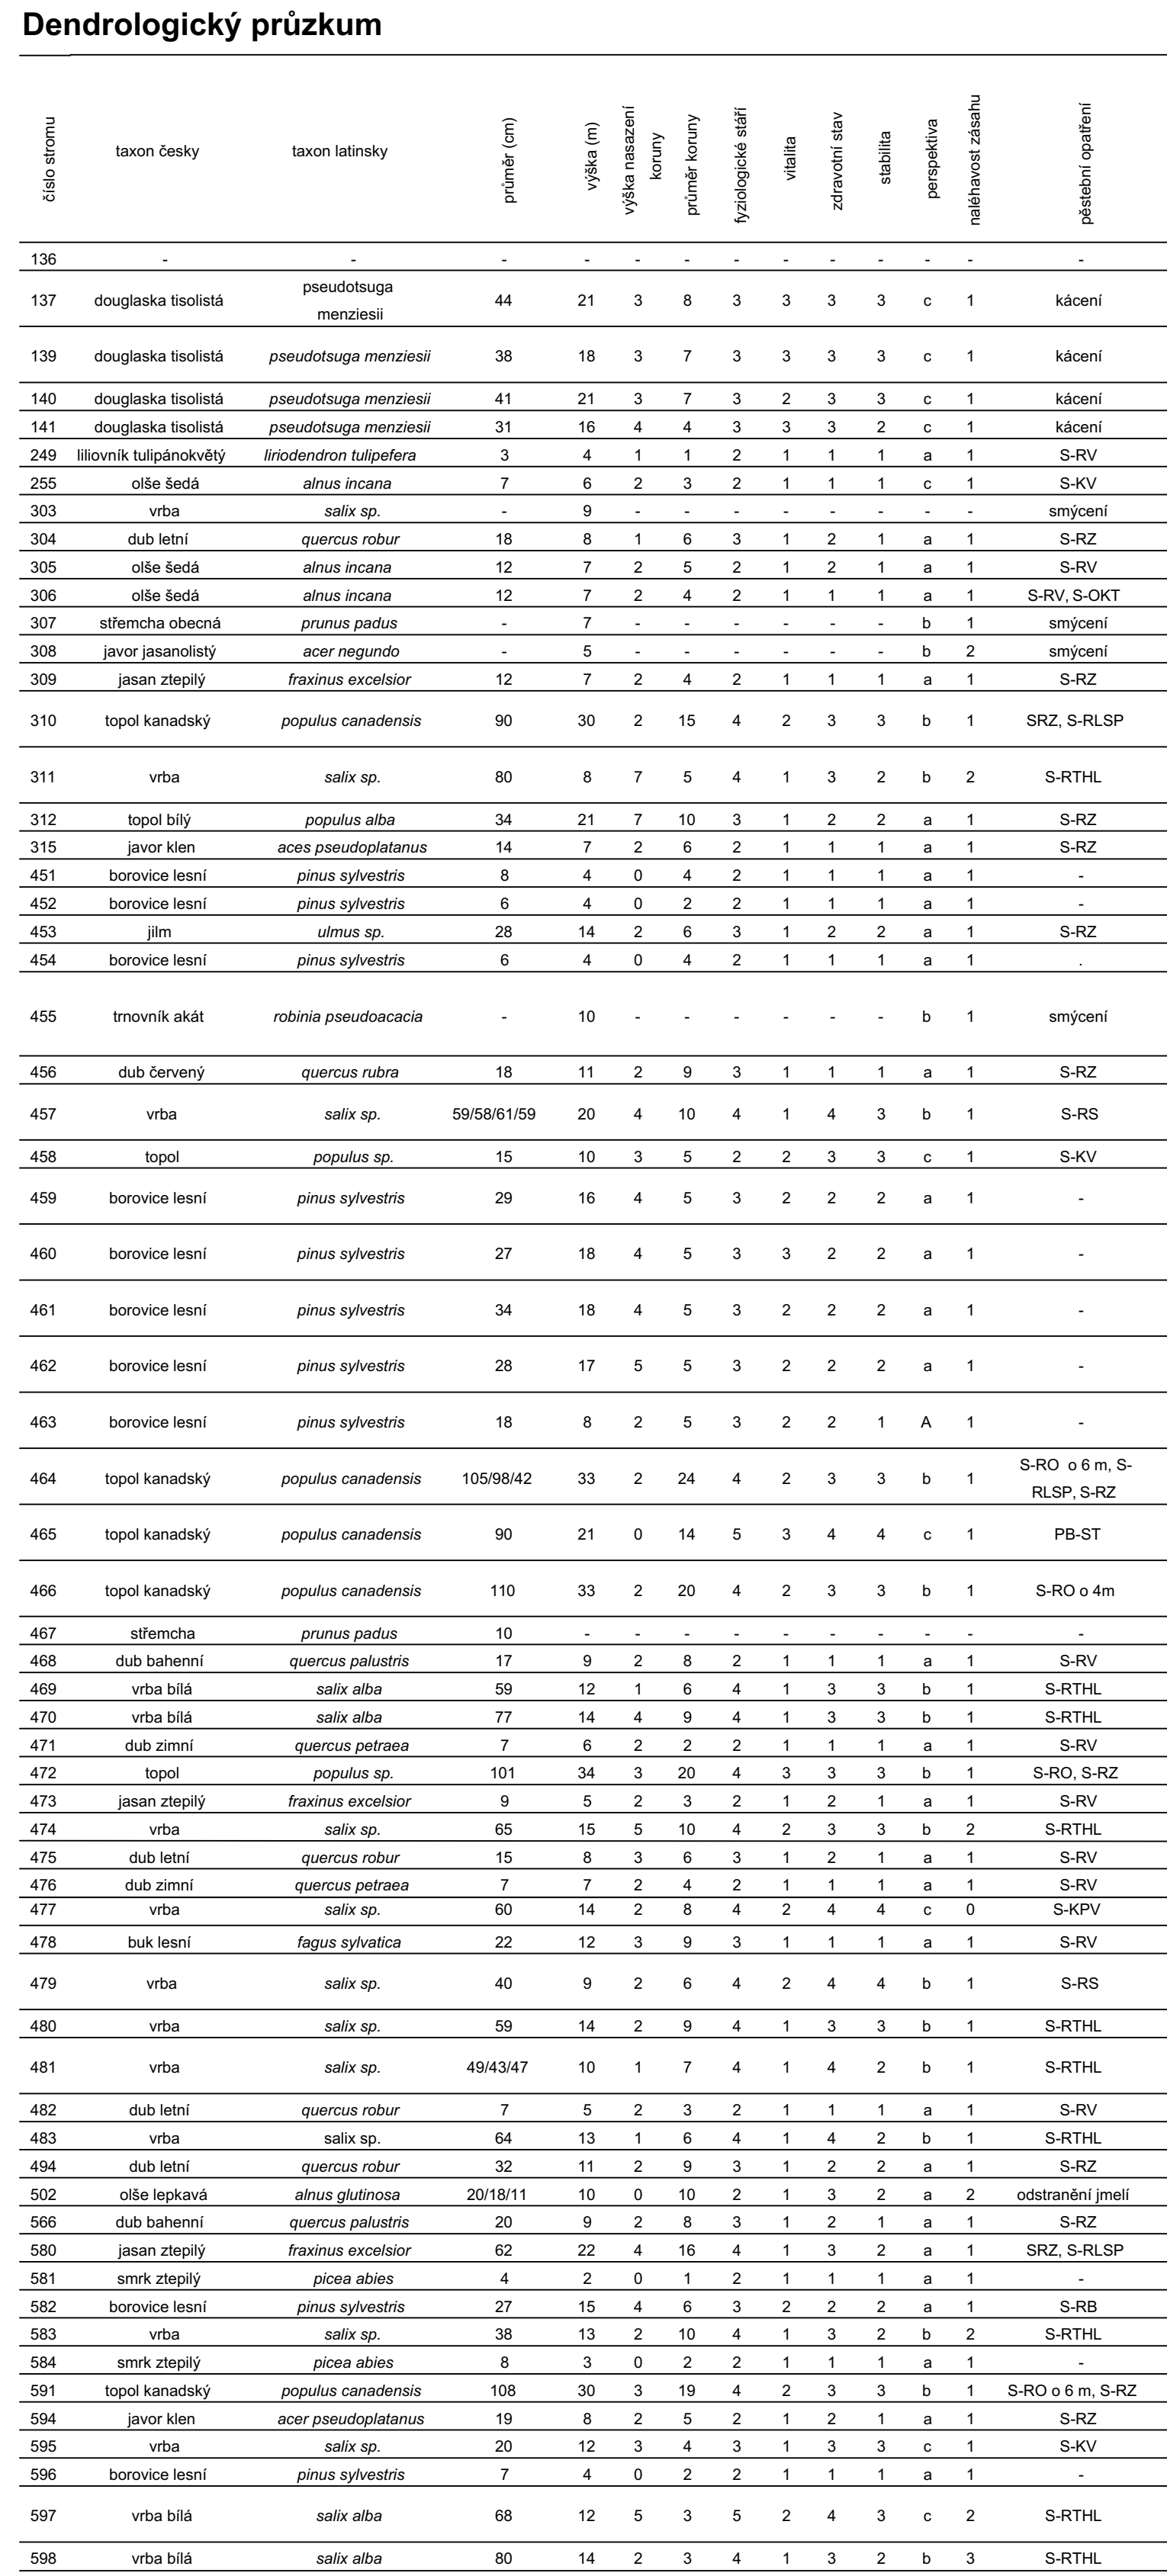 Dendrologický průzkum
číslo stromu taxon česky taxon latinsky průměr (cm) výška (m) výška nasazení koruny průměr koruny fyziologické stáří vitalita zdravotní stav stabilita perspektiva naléhavost zásahu pěstební opatření
136 - - - - - - - - - - - - -
137 douglaska tisolistá pseudotsuga menziesii 44 21 3 8 3 3 3 3 c 1 kácení
139 douglaska tisolistá pseudotsuga menziesii 38 18 3 7 3 3 3 3 c 1 kácení
140 douglaska tisolistá pseudotsuga menziesii 41 21 3 7 3 2 3 3 c 1 kácení
141 douglaska tisolistá pseudotsuga menziesii 31 16 4 4 3 3 3 2 c 1 kácení
249 liliovník tulipánokvětý liriodendron tulipefera 3 4 1 1 2 1 1 1 a 1 S-RV
255 olše šedá alnus incana 7 6 2 3 2 1 1 1 c 1 S-KV
303 vrba salix sp. - 9 - - - - - - - - smýcení
304 dub letní quercus robur 18 8 1 6 3 1 2 1 a 1 S-RZ
305 olše šedá alnus incana 12 7 2 5 2 1 2 1 a 1 S-RV
306 olše šedá alnus incana 12 7 2 4 2 1 1 1 a 1 S-RV, S-OKT
307 střemcha obecná prunus padus - 7 - - - - - - b 1 smýcení
308 javor jasanolistý acer negundo - 5 - - - - - - b 2 smýcení
309 jasan ztepilý fraxinus excelsior 12 7 2 4 2 1 1 1 a 1 S-RZ
310 topol kanadský populus canadensis 90 30 2 15 4 2 3 3 b 1 SRZ, S-RLSP
311 vrba salix sp. 80 8 7 5 4 1 3 2 b 2 S-RTHL
312 topol bílý populus alba 34 21 7 10 3 1 2 2 a 1 S-RZ
315 javor klen aces pseudoplatanus 14 7 2 6 2 1 1 1 a 1 S-RZ
451 borovice lesní pinus sylvestris 8 4 0 4 2 1 1 1 a 1 -
452 borovice lesní pinus sylvestris 6 4 0 2 2 1 1 1 a 1 -
453 jilm ulmus sp. 28 14 2 6 3 1 2 2 a 1 S-RZ
454 borovice lesní pinus sylvestris 6 4 0 4 2 1 1 1 a 1 .
455 trnovník akát robinia pseudoacacia - 10 - - - - - - b 1 smýcení
456 dub červený quercus rubra 18 11 2 9 3 1 1 1 a 1 S-RZ
457 vrba salix sp. 59/58/61/59 20 4 10 4 1 4 3 b 1 S-RS
458 topol populus sp. 15 10 3 5 2 2 3 3 c 1 S-KV
459 borovice lesní pinus sylvestris 29 16 4 5 3 2 2 2 a 1 -
460 borovice lesní pinus sylvestris 27 18 4 5 3 3 2 2 a 1 -
461 borovice lesní pinus sylvestris 34 18 4 5 3 2 2 2 a 1 -
462 borovice lesní pinus sylvestris 28 17 5 5 3 2 2 2 a 1 -
463 borovice lesní pinus sylvestris 18 8 2 5 3 2 2 1 A 1 -
464 topol kanadský populus canadensis 105/98/42 33 2 24 4 2 3 3 b 1 S-RO o 6 m, S-RLSP, S-RZ
465 topol kanadský populus canadensis 90 21 0 14 5 3 4 4 c 1 PB-ST
466 topol kanadský populus canadensis 110 33 2 20 4 2 3 3 b 1 S-RO o 4m
467 střemcha prunus padus 10 - - - - - - - - - -
468 dub bahenní quercus palustris 17 9 2 8 2 1 1 1 a 1 S-RV
469 vrba bílá salix alba 59 12 1 6 4 1 3 3 b 1 S-RTHL
470 vrba bílá salix alba 77 14 4 9 4 1 3 3 b 1 S-RTHL
471 dub zimní quercus petraea 7 6 2 2 2 1 1 1 a 1 S-RV
472 topol populus sp. 101 34 3 20 4 3 3 3 b 1 S-RO, S-RZ
473 jasan ztepilý fraxinus excelsior 9 5 2 3 2 1 2 1 a 1 S-RV
474 vrba salix sp. 65 15 5 10 4 2 3 3 b 2 S-RTHL
475 dub letní quercus robur 15 8 3 6 3 1 2 1 a 1 S-RV
476 dub zimní quercus petraea 7 7 2 4 2 1 1 1 a 1 S-RV
477 vrba salix sp. 60 14 2 8 4 2 4 4 c 0 S-KPV
478 buk lesní fagus sylvatica 22 12 3 9 3 1 1 1 a 1 S-RV
479 vrba salix sp. 40 9 2 6 4 2 4 4 b 1 S-RS
480 vrba salix sp. 59 14 2 9 4 1 3 3 b 1 S-RTHL
481 vrba salix sp. 49/43/47 10 1 7 4 1 4 2 b 1 S-RTHL
482 dub letní quercus robur 7 5 2 3 2 1 1 1 a 1 S-RV
483 vrba salix sp. 64 13 1 6 4 1 4 2 b 1 S-RTHL
494 dub letní quercus robur 32 11 2 9 3 1 2 2 a 1 S-RZ
502 olše lepkavá alnus glutinosa 20/18/11 10 0 10 2 1 3 2 a 2 odstranění jmelí
566 dub bahenní quercus palustris 20 9 2 8 3 1 2 1 a 1 S-RZ
580 jasan ztepilý fraxinus excelsior 62 22 4 16 4 1 3 2 a 1 SRZ, S-RLSP
581 smrk ztepilý picea abies 4 2 0 1 2 1 1 1 a 1 -
582 borovice lesní pinus sylvestris 27 15 4 6 3 2 2 2 a 1 S-RB
583 vrba salix sp. 38 13 2 10 4 1 3 2 b 2 S-RTHL
584 smrk ztepilý picea abies 8 3 0 2 2 1 1 1 a 1 -
591 topol kanadský populus canadensis 108 30 3 19 4 2 3 3 b 1 S-RO o 6 m, S-RZ
594 javor klen acer pseudoplatanus 19 8 2 5 2 1 2 1 a 1 S-RZ
595 vrba salix sp. 20 12 3 4 3 1 3 3 c 1 S-KV
596 borovice lesní pinus sylvestris 7 4 0 2 2 1 1 1 a 1 -
597 vrba bílá salix alba 68 12 5 3 5 2 4 3 c 2 S-RTHL
598 vrba bílá salix alba 80 14 2 3 4 1 3 2 b 3 S-RTHL